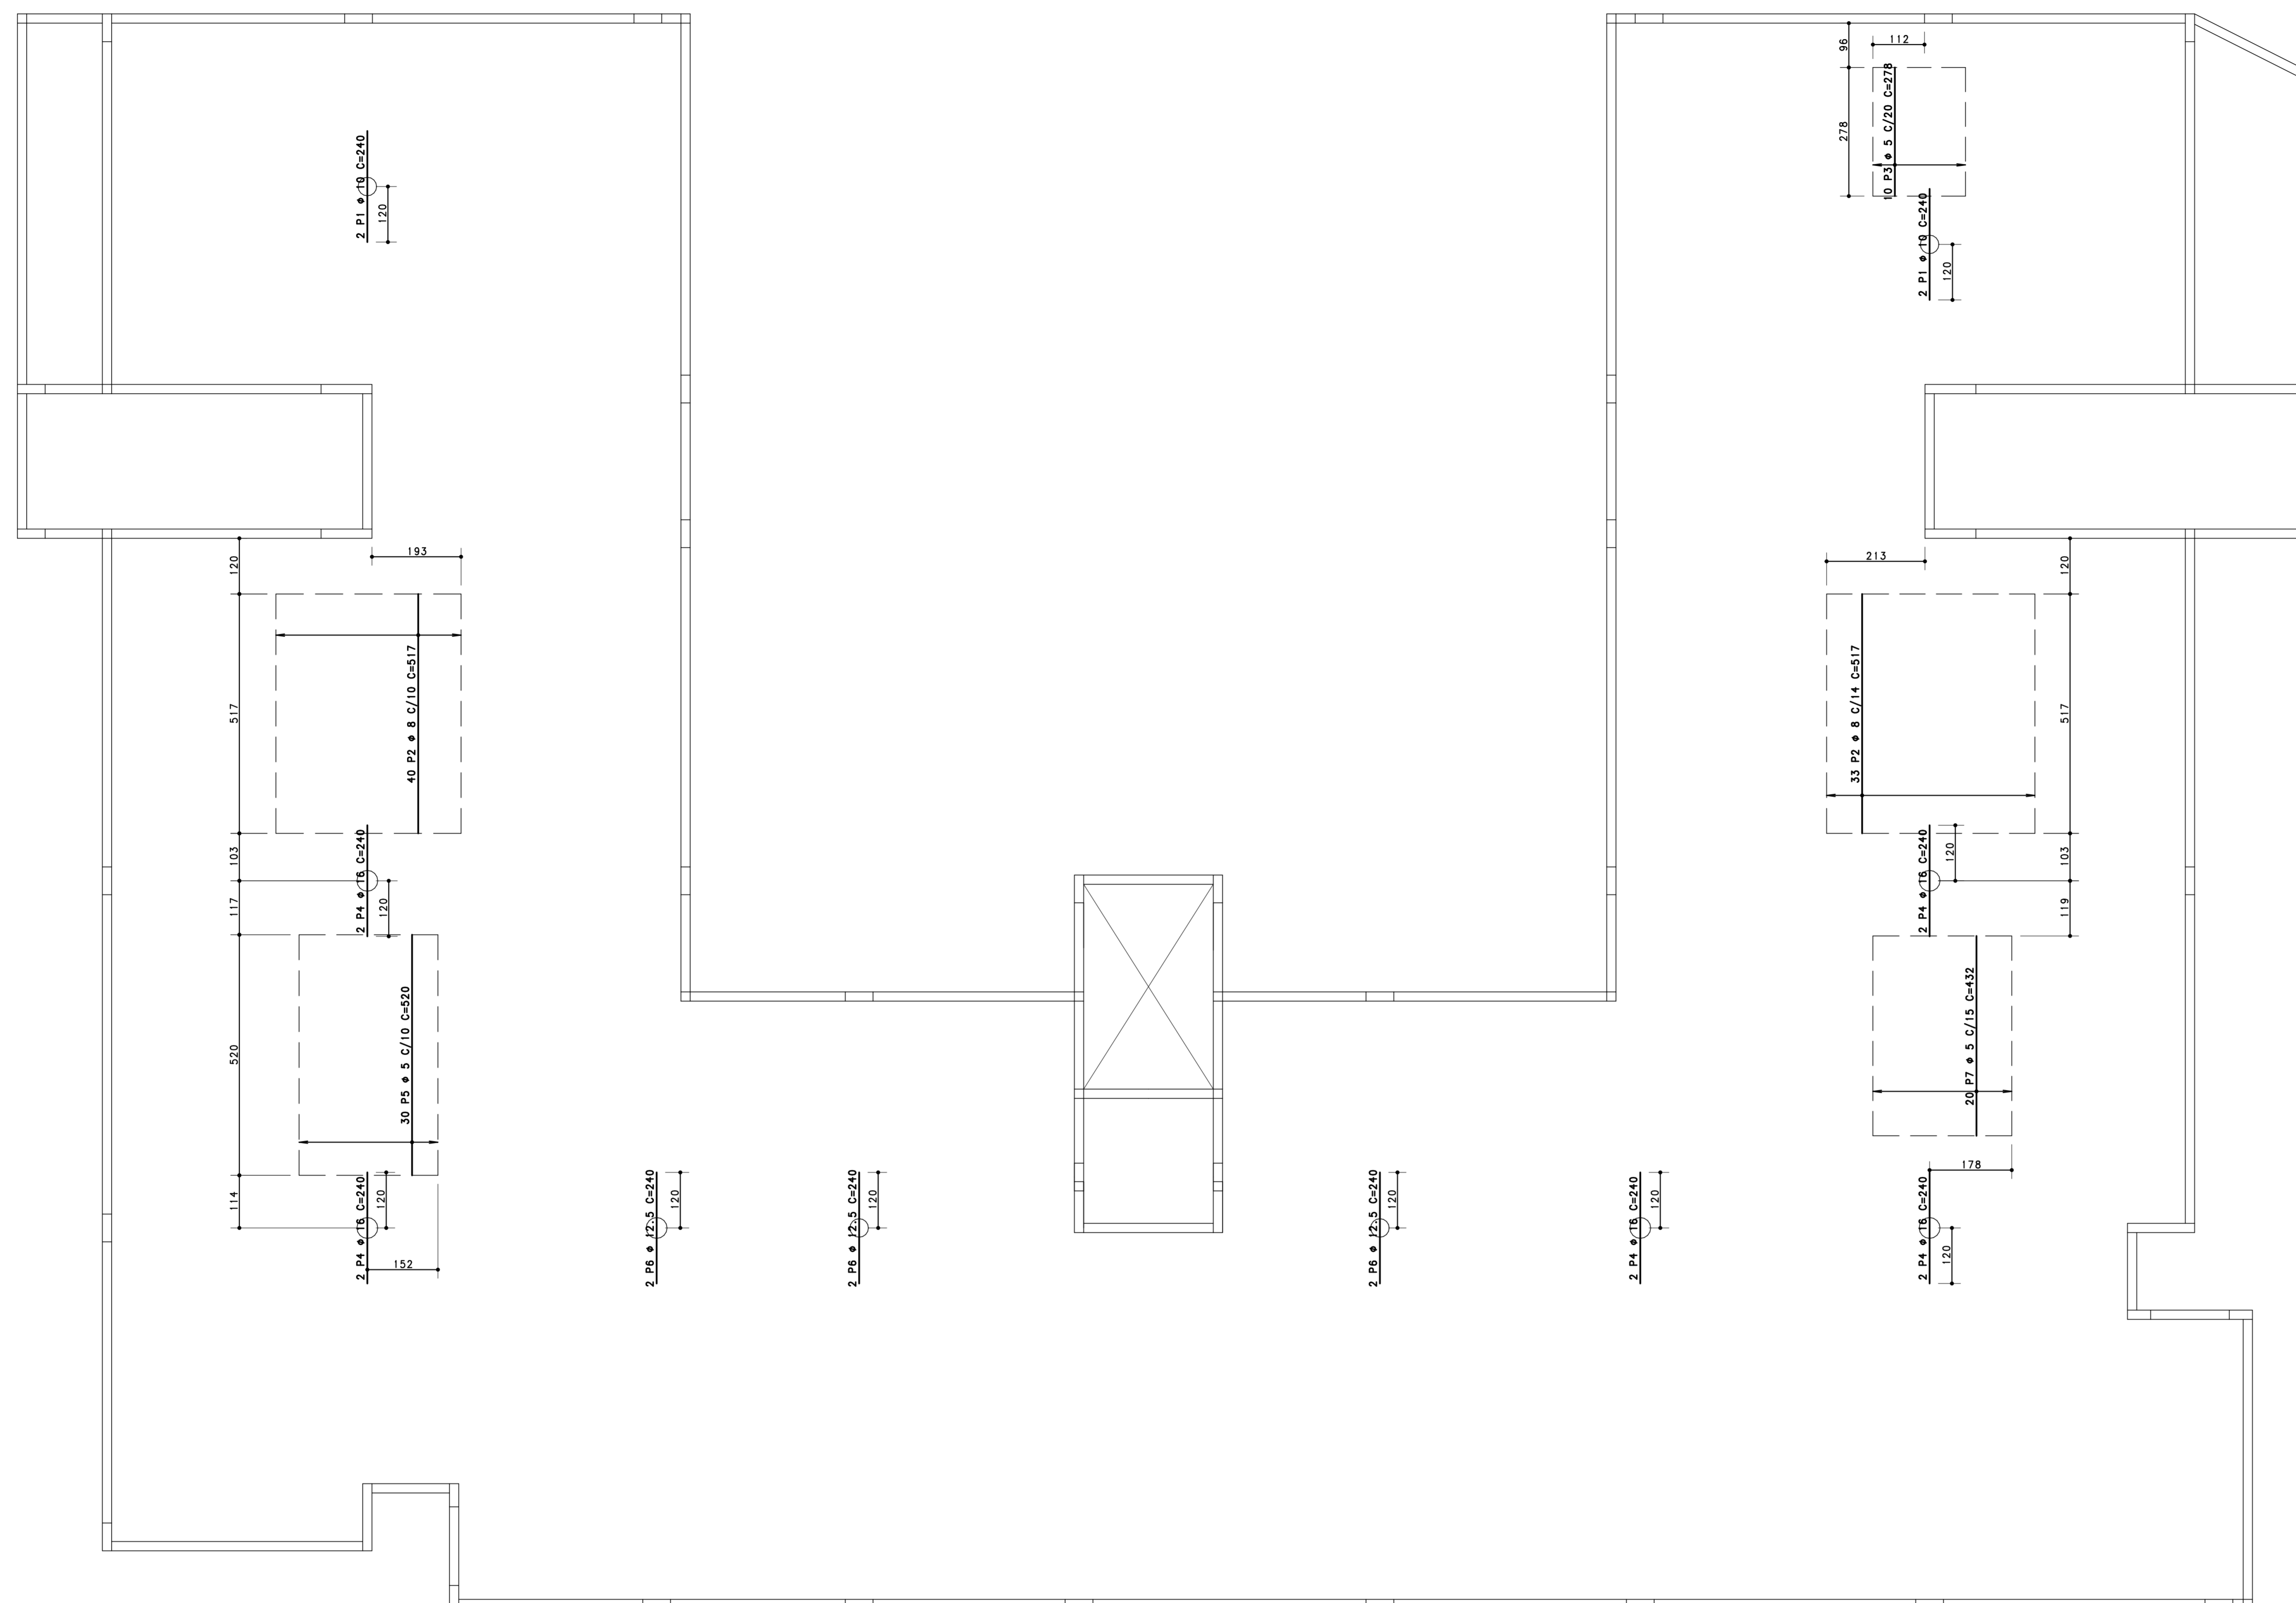 112
96
10 P3 ø 5 C/20 C=278
278
2 P1 ø 10 C=240
120
2 P1 ø 10 C=240
120
120
193
213
120
517
40 P2 ø 8 C/10 C=517
33 P2 ø 8 C/14 C=517
517
103
2 P4 ø 16 C=240
120
117
2 P4 ø 16 C=240
120
103
119
520
30 P5 ø 5 C/10 C=520
20 P7 ø 5 C/15 C=432
178
114
2 P4 ø 16 C=240
120
152
2 P6 ø 12.5 C=240
120
2 P6 ø 12.5 C=240
120
2 P6 ø 12.5 C=240
120
2 P4 ø 16 C=240
120
2 P4 ø 16 C=240
120